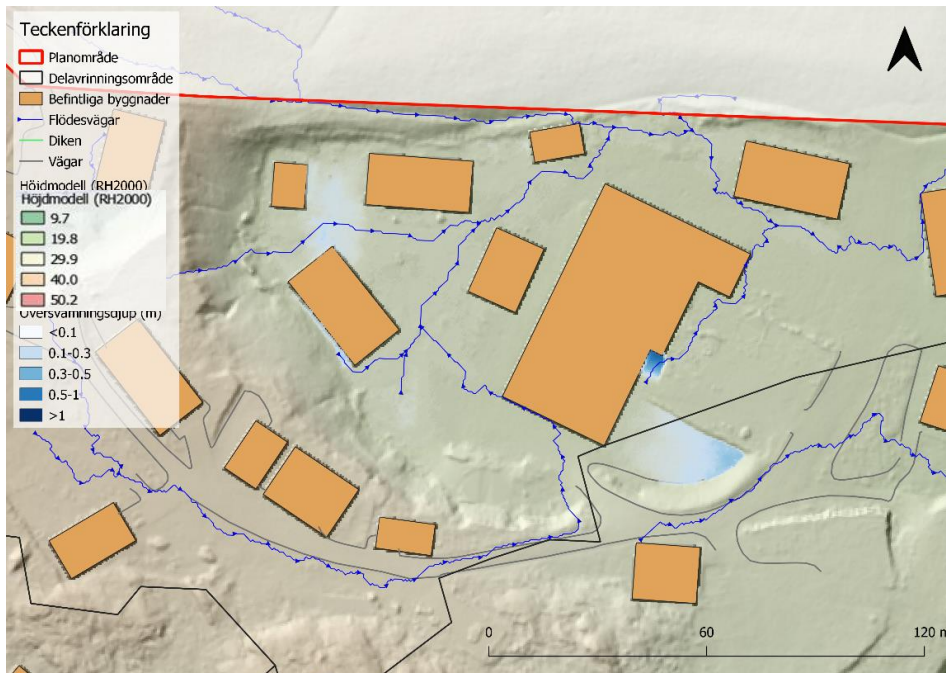 Teckenförklaring
Planområde
Delavrinningsområde
Befintliga byggnader
Flödesvägar
Diken
Vägar
Höjdmodell (RH2000)
Höjdmodell (RH2000)
9.7
19.8
29.9
40.0
50.2
Översvämningsdjup (m)
<0.1
0.1-0.3
0.3-0.5
0.5-1
>1
0 60 120 m